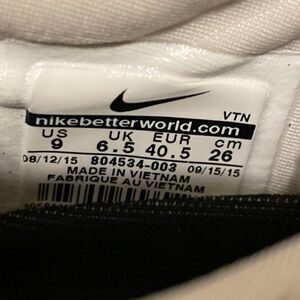 VTN
nikebetterworld.com
US UK EUR cm
9 6.5 40.5 26
08/12/15 804534-003 09/15/15
MADE IN VIETNAM
FABRIQUE AU VIETNAM